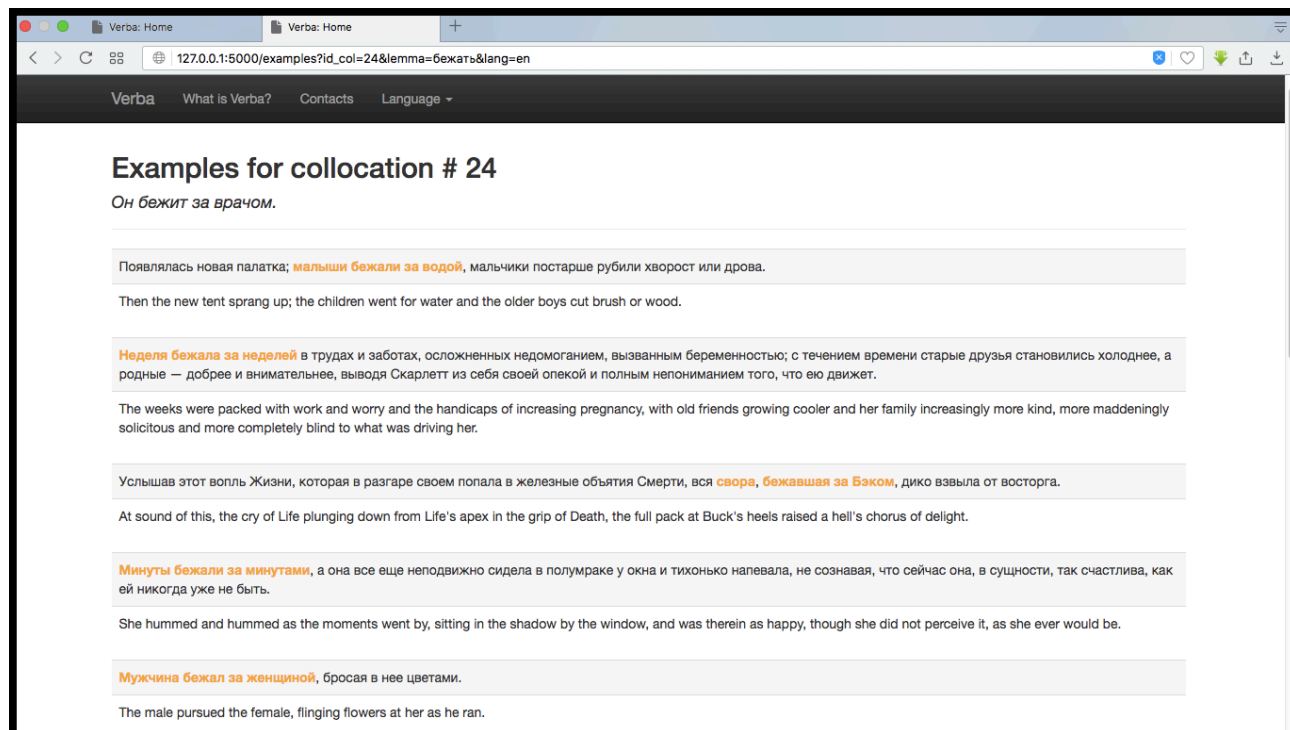 Verba: Home
Verba: Home
127.0.0.1:5000/examples?id_col=24&lemma=бежать&lang=en
Verba What is Verba? Contacts Language
Examples for collocation # 24
Он бежит за врачом.
Появлялась новая палатка; малыши бежали за водой, мальчики постарше рубили хворост или дрова.
Then the new tent sprang up; the children went for water and the older boys cut brush or wood.
Неделя бежала за неделей в трудах и заботах, осложненных недомоганием, вызванным беременностью; с течением времени старые друзья становились холоднее, а
родные — добрее и внимательнее, выводя Скарлетт из себя своей опекой и полным непониманием того, что ею движет.
The weeks were packed with work and worry and the handicaps of increasing pregnancy, with old friends growing cooler and her family increasingly more kind, more maddeningly
solicitous and more completely blind to what was driving her.
Услышав этот вопль Жизни, которая в разгаре своем попала в железные объятия Смерти, вся свора, бежавшая за Бэком, дико взвыла от восторга.
At sound of this, the cry of Life plunging down from Life's apex in the grip of Death, the full pack at Buck's heels raised a hell's chorus of delight.
Минуты бежали за минутами, а она все еще неподвижно сидела в полумраке у окна и тихонько напевала, не сознавая, что сейчас она, в сущности, так счастлива, как
ей никогда уже не быть.
She hummed and hummed as the moments went by, sitting in the shadow by the window, and was therein as happy, though she did not perceive it, as she ever would be.
Мужчина бежал за женщиной, бросая в нее цветами.
The male pursued the female, flinging flowers at her as he ran.